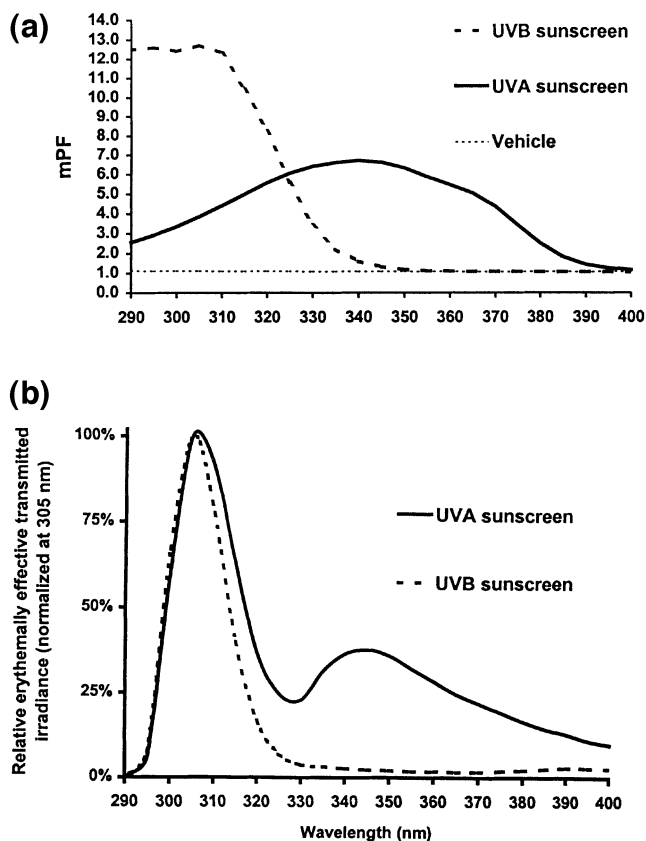 (a)
14.0
13.0
12.0
11.0
10.0
9.0
8.0
7.0
6.0
5.0
4.0
3.0
2.0
1.0
0.0
mPF
UVB sunscreen
UVA sunscreen
Vehicle
290 300 310 320 330 340 350 360 370 380 390 400
(b)
Relative erythemally effective transmitted
irradiance (normalized at 305 nm)
100%
75%
50%
25%
0%
UVA sunscreen
UVB sunscreen
290 300 310 320 330 340 350 360 370 380 390 400
Wavelength (nm)